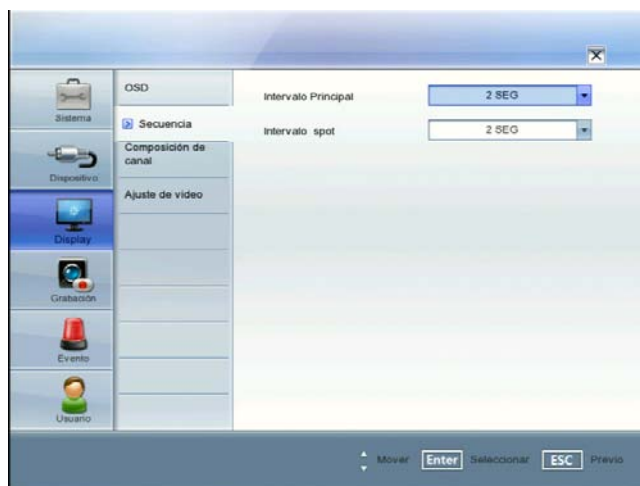 Sistema
Dispositivo
Display
Grabación
Evento
Usuario
OSD
Secuencia
Composición de
canal
Ajuste de video
Intervalo Principal
2 SEG
Intervalo spot
2 SEG
Mover
Enter
Seleccionar
ESC
Previo